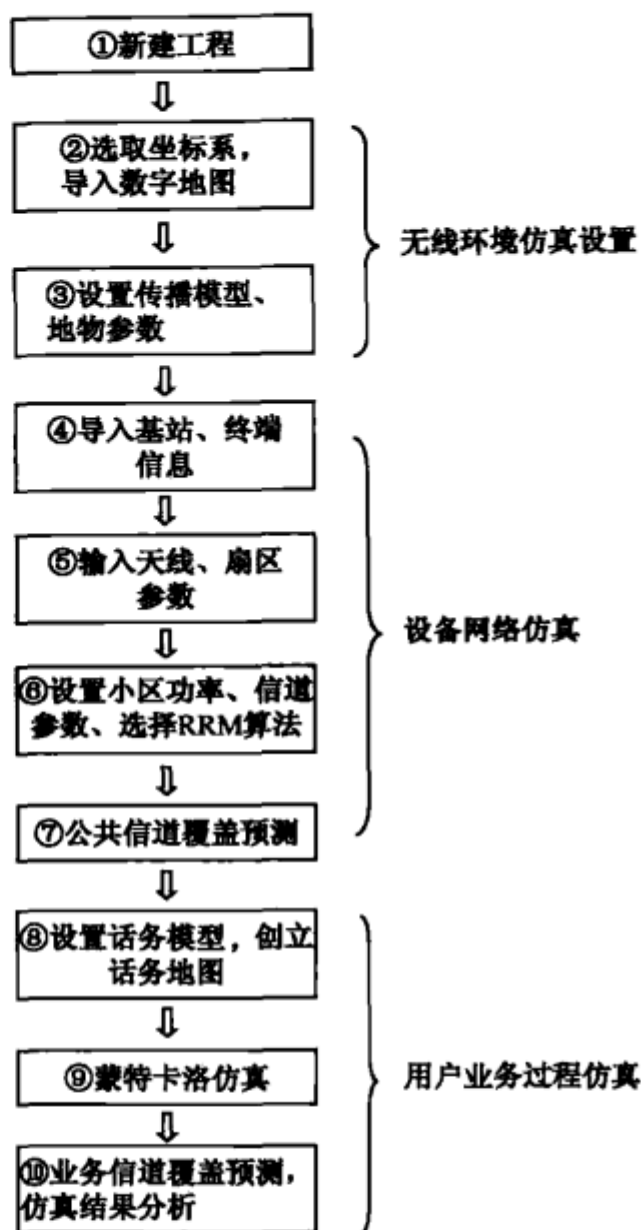 ①新建工程
②选取坐标系，
导入数字地图
无线环境仿真设置
③设置传播模型、
地物参数
④导入基站、终端
信息
⑤输入天线、扇区
参数
设备网络仿真
⑥设置小区功率、信道
参数、选择RRM算法
⑦公共信道覆盖预测
⑧设置话务模型，创立
话务地图
⑨蒙特卡洛仿真
用户业务过程仿真
⑩业务信道覆盖预测，
仿真结果分析